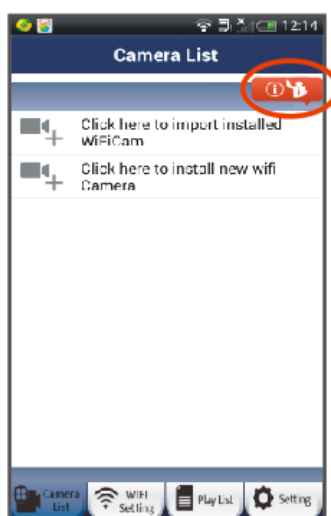 12:14
Camera List
Click here to import installed
WiFiCam
Click here to install new wifi
Camera
Camera
List
WIFI
Setting
Play List
Setting